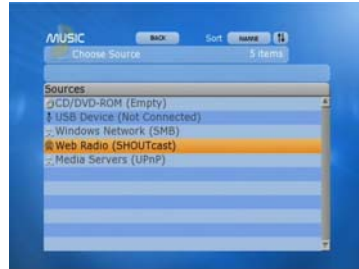 MUSIC BACK Sort NAME
Choose Source 5 items
Sources
CD/DVD-ROM (Empty)
USB Device (Not Connected)
Windows Network (SMB)
Web Radio (SHOUTcast)
Media Servers (UPnP)